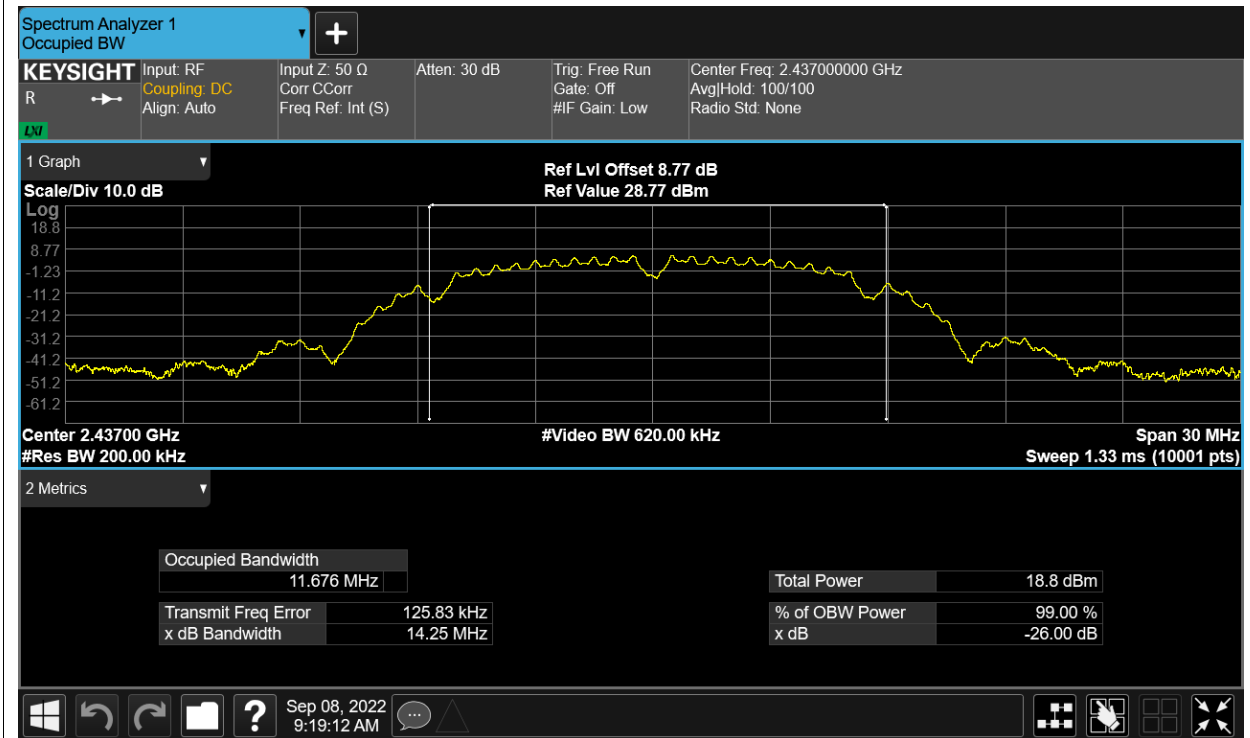 Spectrum Analyzer 1
Occupied BW
KEYSIGHT
R
LXI
Input: RF
Coupling: DC
Align: Auto
Input Z: 50 Ω
Corr CCorr
Freq Ref: Int (S)
Atten: 30 dB
Trig: Free Run
Gate: Off
#IF Gain: Low
Center Freq: 2.437000000 GHz
Avg|Hold: 100/100
Radio Std: None
1 Graph
Scale/Div 10.0 dB
Ref Lvl Offset 8.77 dB
Ref Value 28.77 dBm
Log
18.8
8.77
-1.23
-11.2
-21.2
-31.2
-41.2
-51.2
-61.2
Center 2.43700 GHz
#Video BW 620.00 kHz
Span 30 MHz
#Res BW 200.00 kHz
Sweep 1.33 ms (10001 pts)
2 Metrics
Occupied Bandwidth
11.676 MHz
Total Power 18.8 dBm
Transmit Freq Error 125.83 kHz
% of OBW Power 99.00 %
x dB Bandwidth 14.25 MHz
x dB -26.00 dB
?
Sep 08, 2022
9:19:12 AM